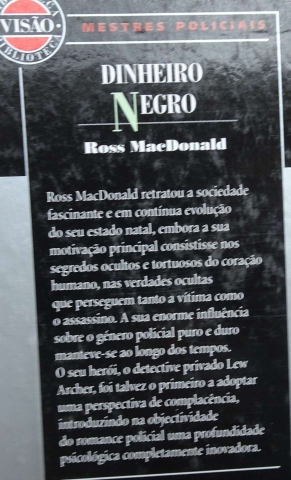 BIBLIOTECA
VISÃO
BIBLIOTECA
MESTRES POLICIAIS
DINHEIRO
NEGRO
Ross MacDonald
Ross MacDonald retratou a sociedade
fascinante e em contínua evolução
do seu estado natal, embora a sua
motivação principal consistisse nos
segredos ocultos e tortuosos do coração
humano, nas verdades ocultas
que perseguem tanto a vítima como
o assassino. A sua enorme influência
sobre o género policial puro e duro
manteve-se ao longo dos tempos.
O seu herói, o detective privado Lew
Archer, foi talvez o primeiro a adoptar
uma perspectiva de complacência,
introduzindo na objectividade
do romance policial uma profundidade
psicológica completamente inovadora.